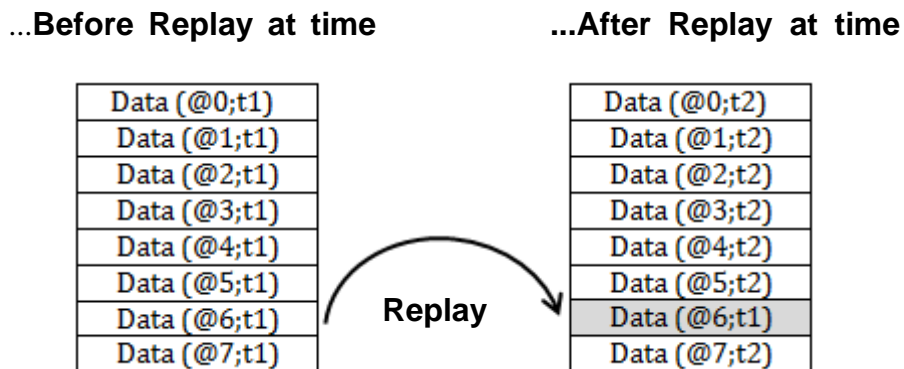 ...Before Replay at time
...After Replay at time
Data (@0;t1)
Data (@1;t1)
Data (@2;t1)
Data (@3;t1)
Data (@4;t1)
Data (@5;t1)
Data (@6;t1)
Data (@7;t1)
Replay
Data (@0;t2)
Data (@1;t2)
Data (@2;t2)
Data (@3;t2)
Data (@4;t2)
Data (@5;t2)
Data (@6;t1)
Data (@7;t2)